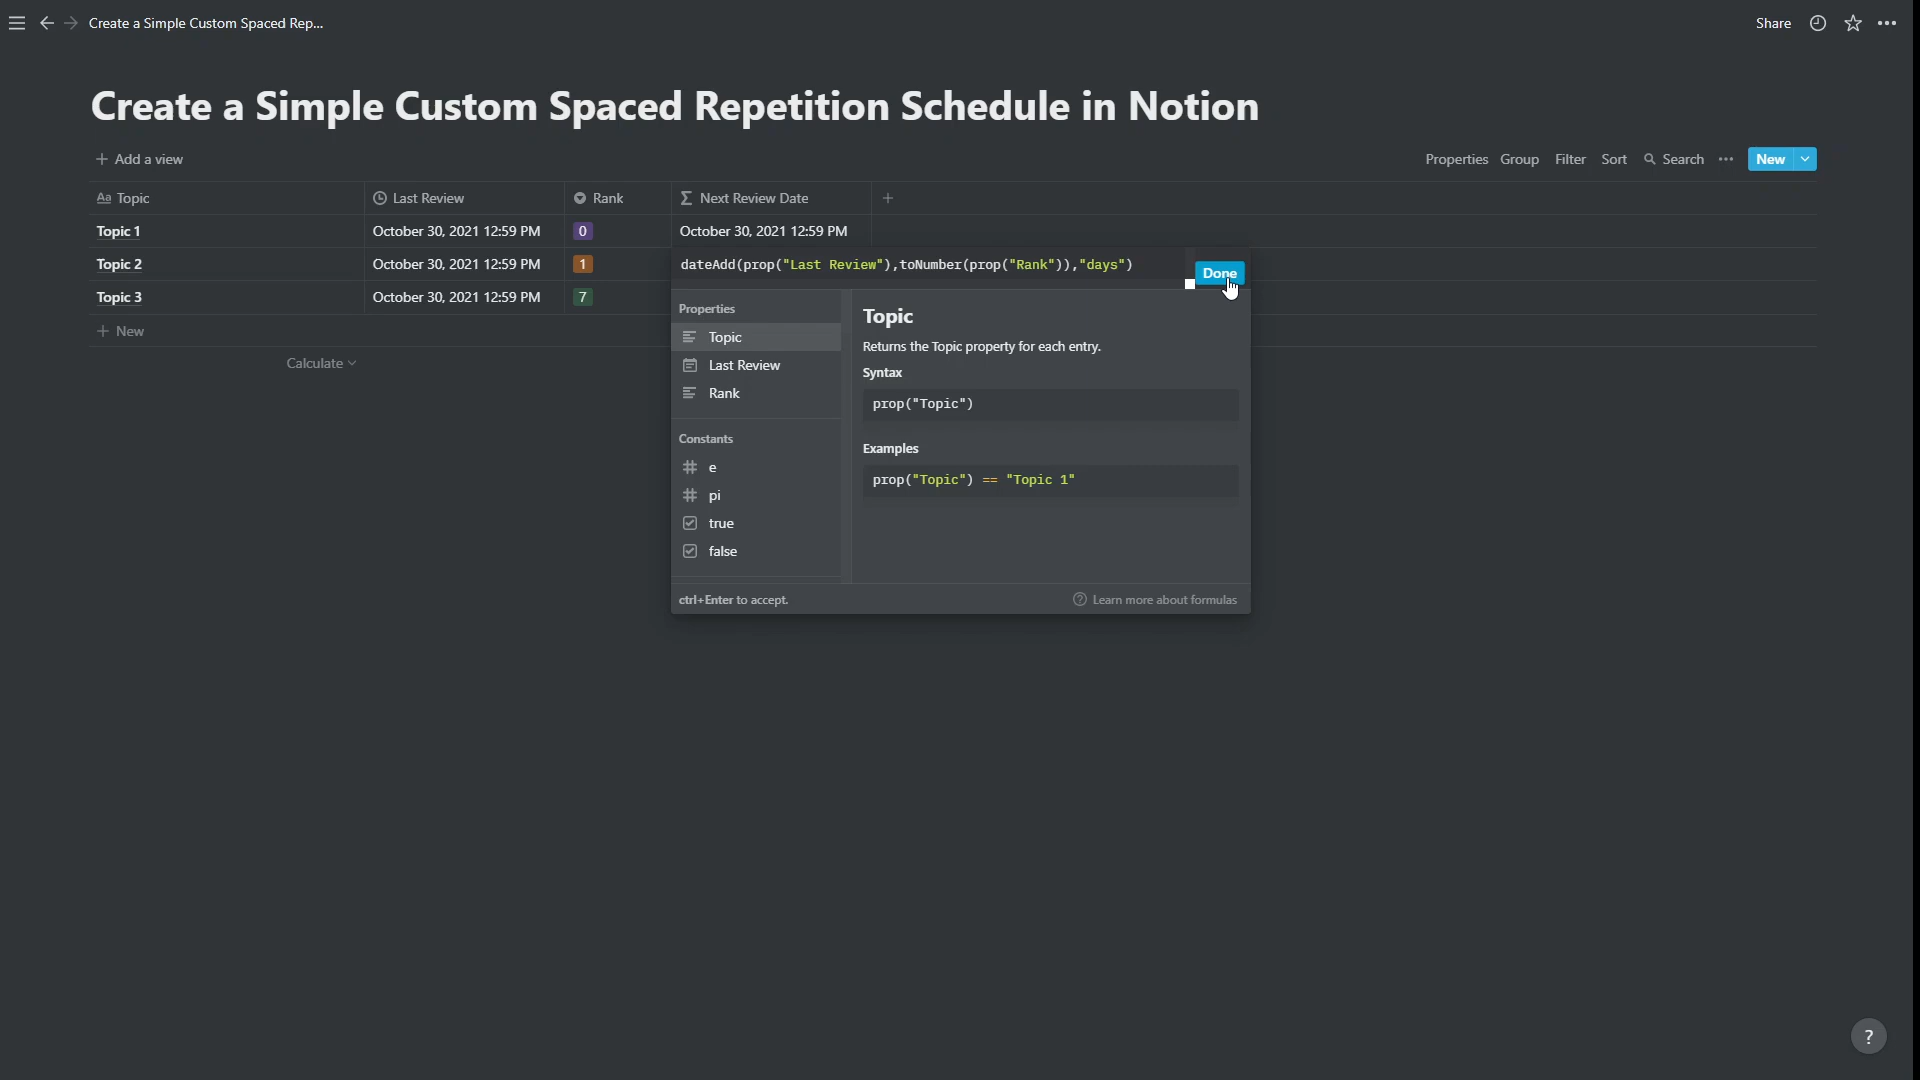 Create a Simple Custom Spaced Rep... Share
Create a Simple Custom Spaced Repetition Schedule in Notion
Add a view Properties Group Filter Sort Search New
Aa Topic Last Review Rank Σ Next Review Date
Topic 1 October 30, 2021 12:59 PM 0 October 30, 2021 12:59 PM
Topic 2 October 30, 2021 12:59 PM 1
Topic 3 October 30, 2021 12:59 PM 7
New
Calculate
dateAdd(prop("Last Review"),toNumber(prop("Rank")),"days") Done
Properties
Topic
Last Review
Rank
Constants
e
pi
true
false
Topic
Returns the Topic property for each entry.
Syntax
prop("Topic")
Examples
prop("Topic") == "Topic 1"
ctrl+Enter to accept. ? Learn more about formulas
?